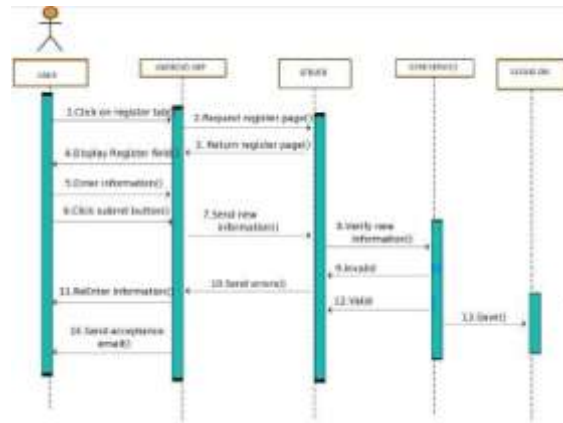 USER
ANDROID APP
1.Click on register tab()
2.Request register page()
3. Return register page()
4.Display Register field()
5.Enter information()
6.Click submit button()
7.Send new
information()
8.Verify new
information()
9.Invalid
10.Send errors()
11.ReEnter Information()
12.Valid
13.Save()
14.Send acceptance
email()